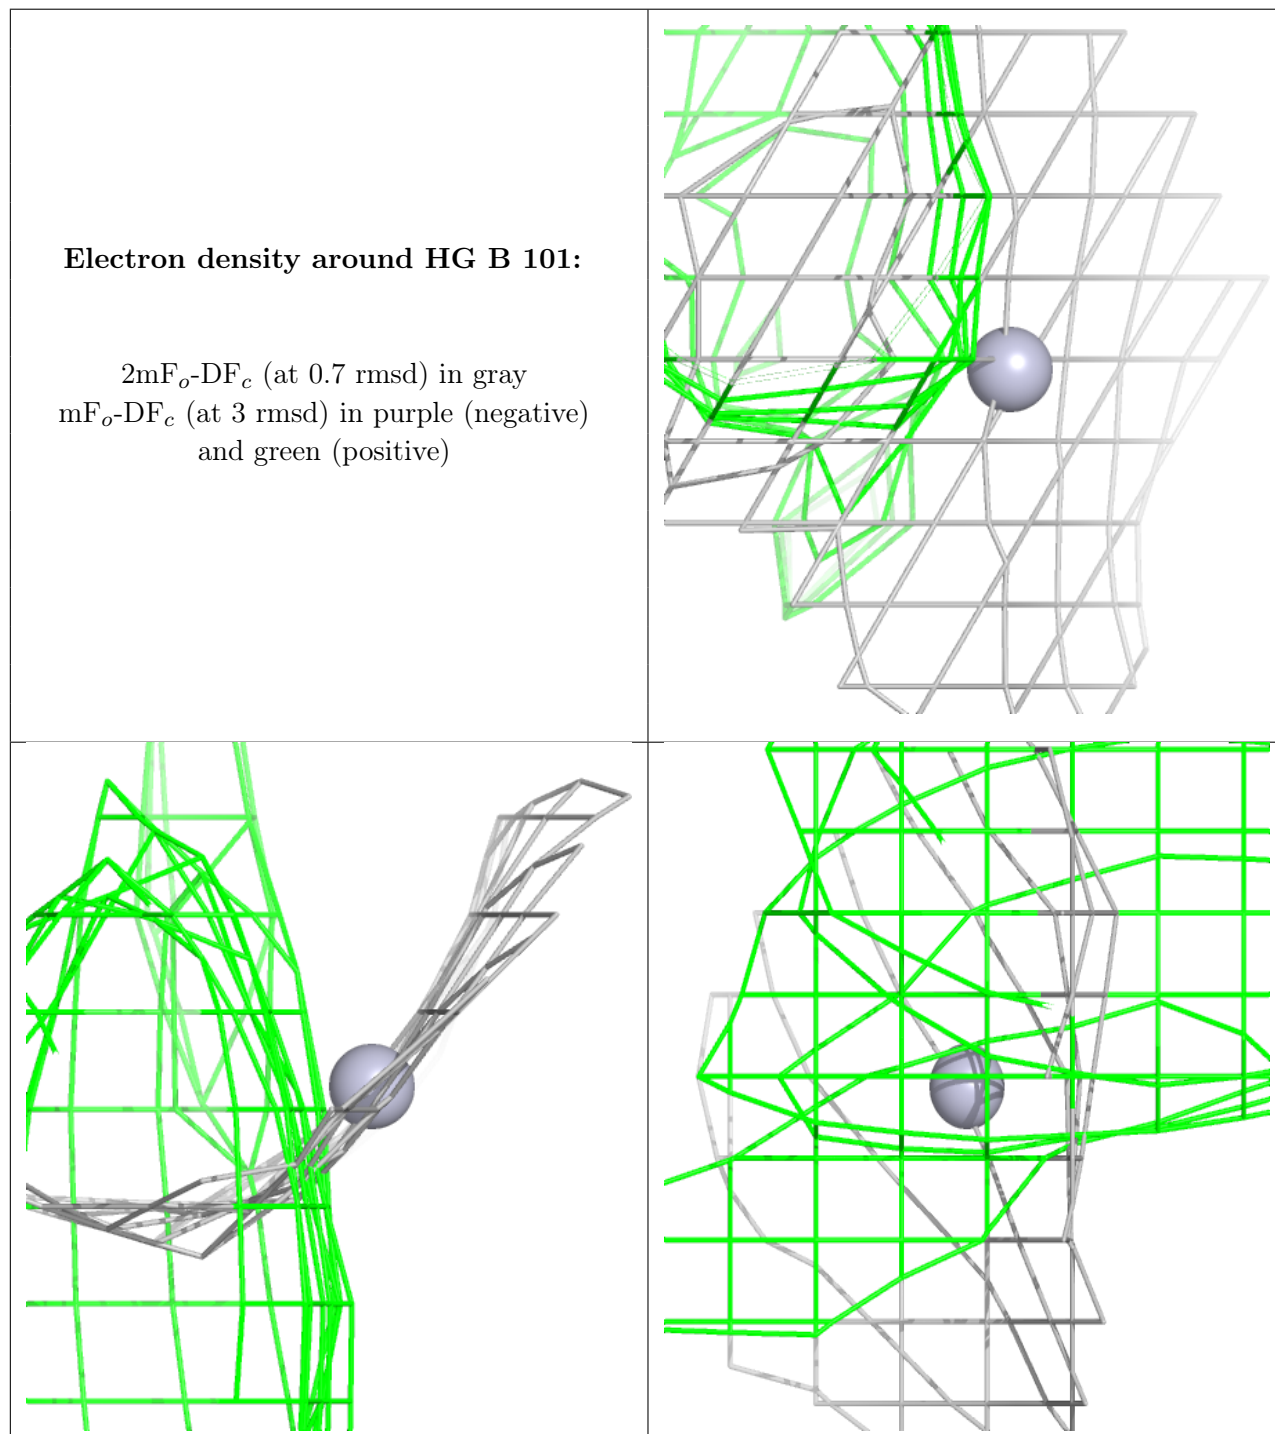 Electron density around HG B 101:
2mFo-DFc (at 0.7 rmsd) in gray
mFo-DFc (at 3 rmsd) in purple (negative)
and green (positive)